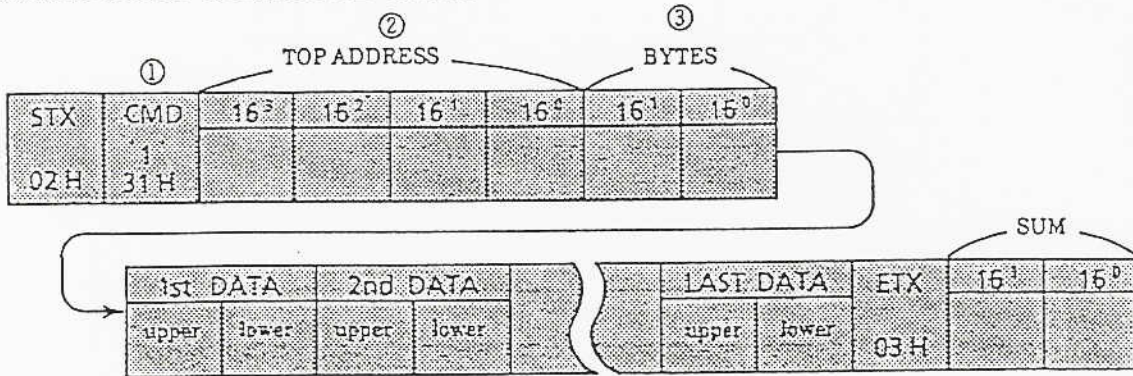 ② ③
TOP ADDRESS BYTES
①
STX CMD 16³ 16² 16¹ 16⁰ 16¹ 16⁰
'1'
02 H 31 H
SUM
1st DATA 2nd DATA LAST DATA ETX 16¹ 16⁰
upper lower upper lower upper lower
03 H